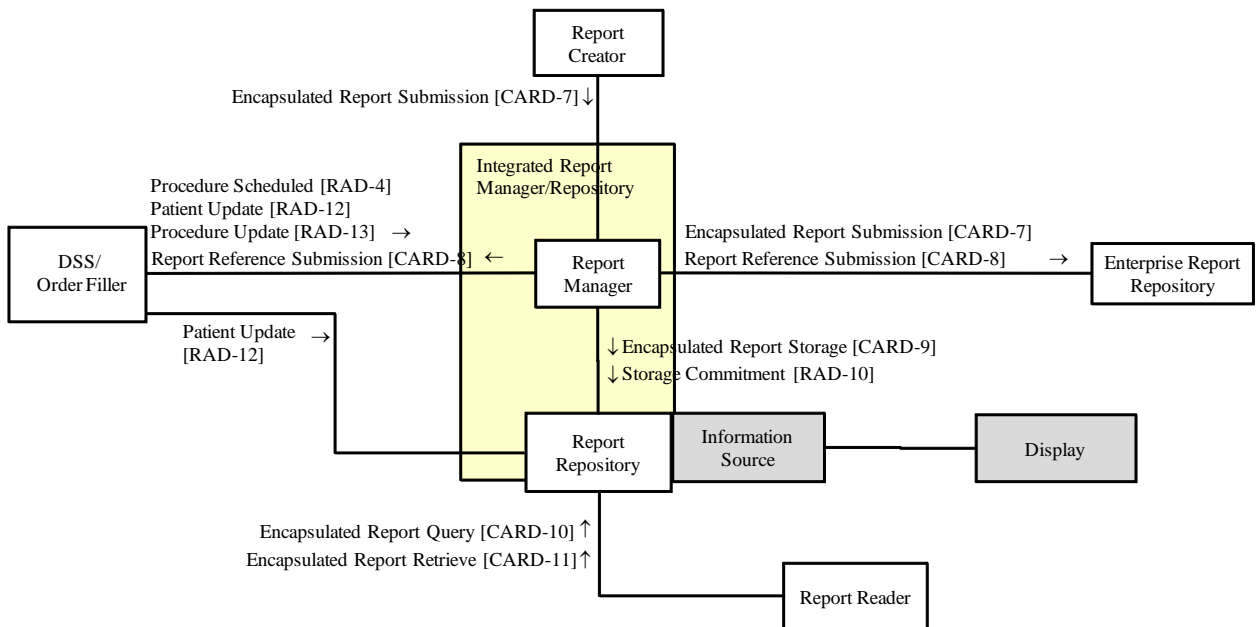 Report
Creator
Encapsulated Report Submission [CARD-7] ↓
Integrated Report
Manager/Repository
Procedure Scheduled [RAD-4]
Patient Update [RAD-12]
Procedure Update [RAD-13] →
Report Reference Submission [CARD-8] ←
DSS/
Order Filler
Report
Manager
Encapsulated Report Submission [CARD-7]
Report Reference Submission [CARD-8] →
Enterprise Report
Repository
Patient Update →
[RAD-12]
↓ Encapsulated Report Storage [CARD-9]
↓ Storage Commitment [RAD-10]
Report
Repository
Information
Source
Display
Encapsulated Report Query [CARD-10] ↑
Encapsulated Report Retrieve [CARD-11] ↑
Report Reader